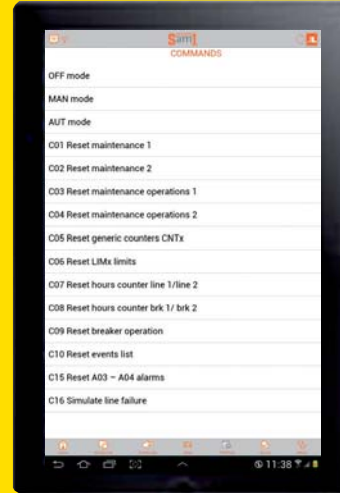 Sam1
COMMANDS
OFF mode
MAN mode
AUT mode
C01 Reset maintenance 1
C02 Reset maintenance 2
C03 Reset maintenance operations 1
C04 Reset maintenance operations 2
C05 Reset generic counters CNTx
C06 Reset LIMx limits
C07 Reset hours counter line 1/line 2
C08 Reset hours counter brk 1/ brk 2
C09 Reset breaker operation
C10 Reset events list
C15 Reset A03 – A04 alarms
C16 Simulate line failure
11:38